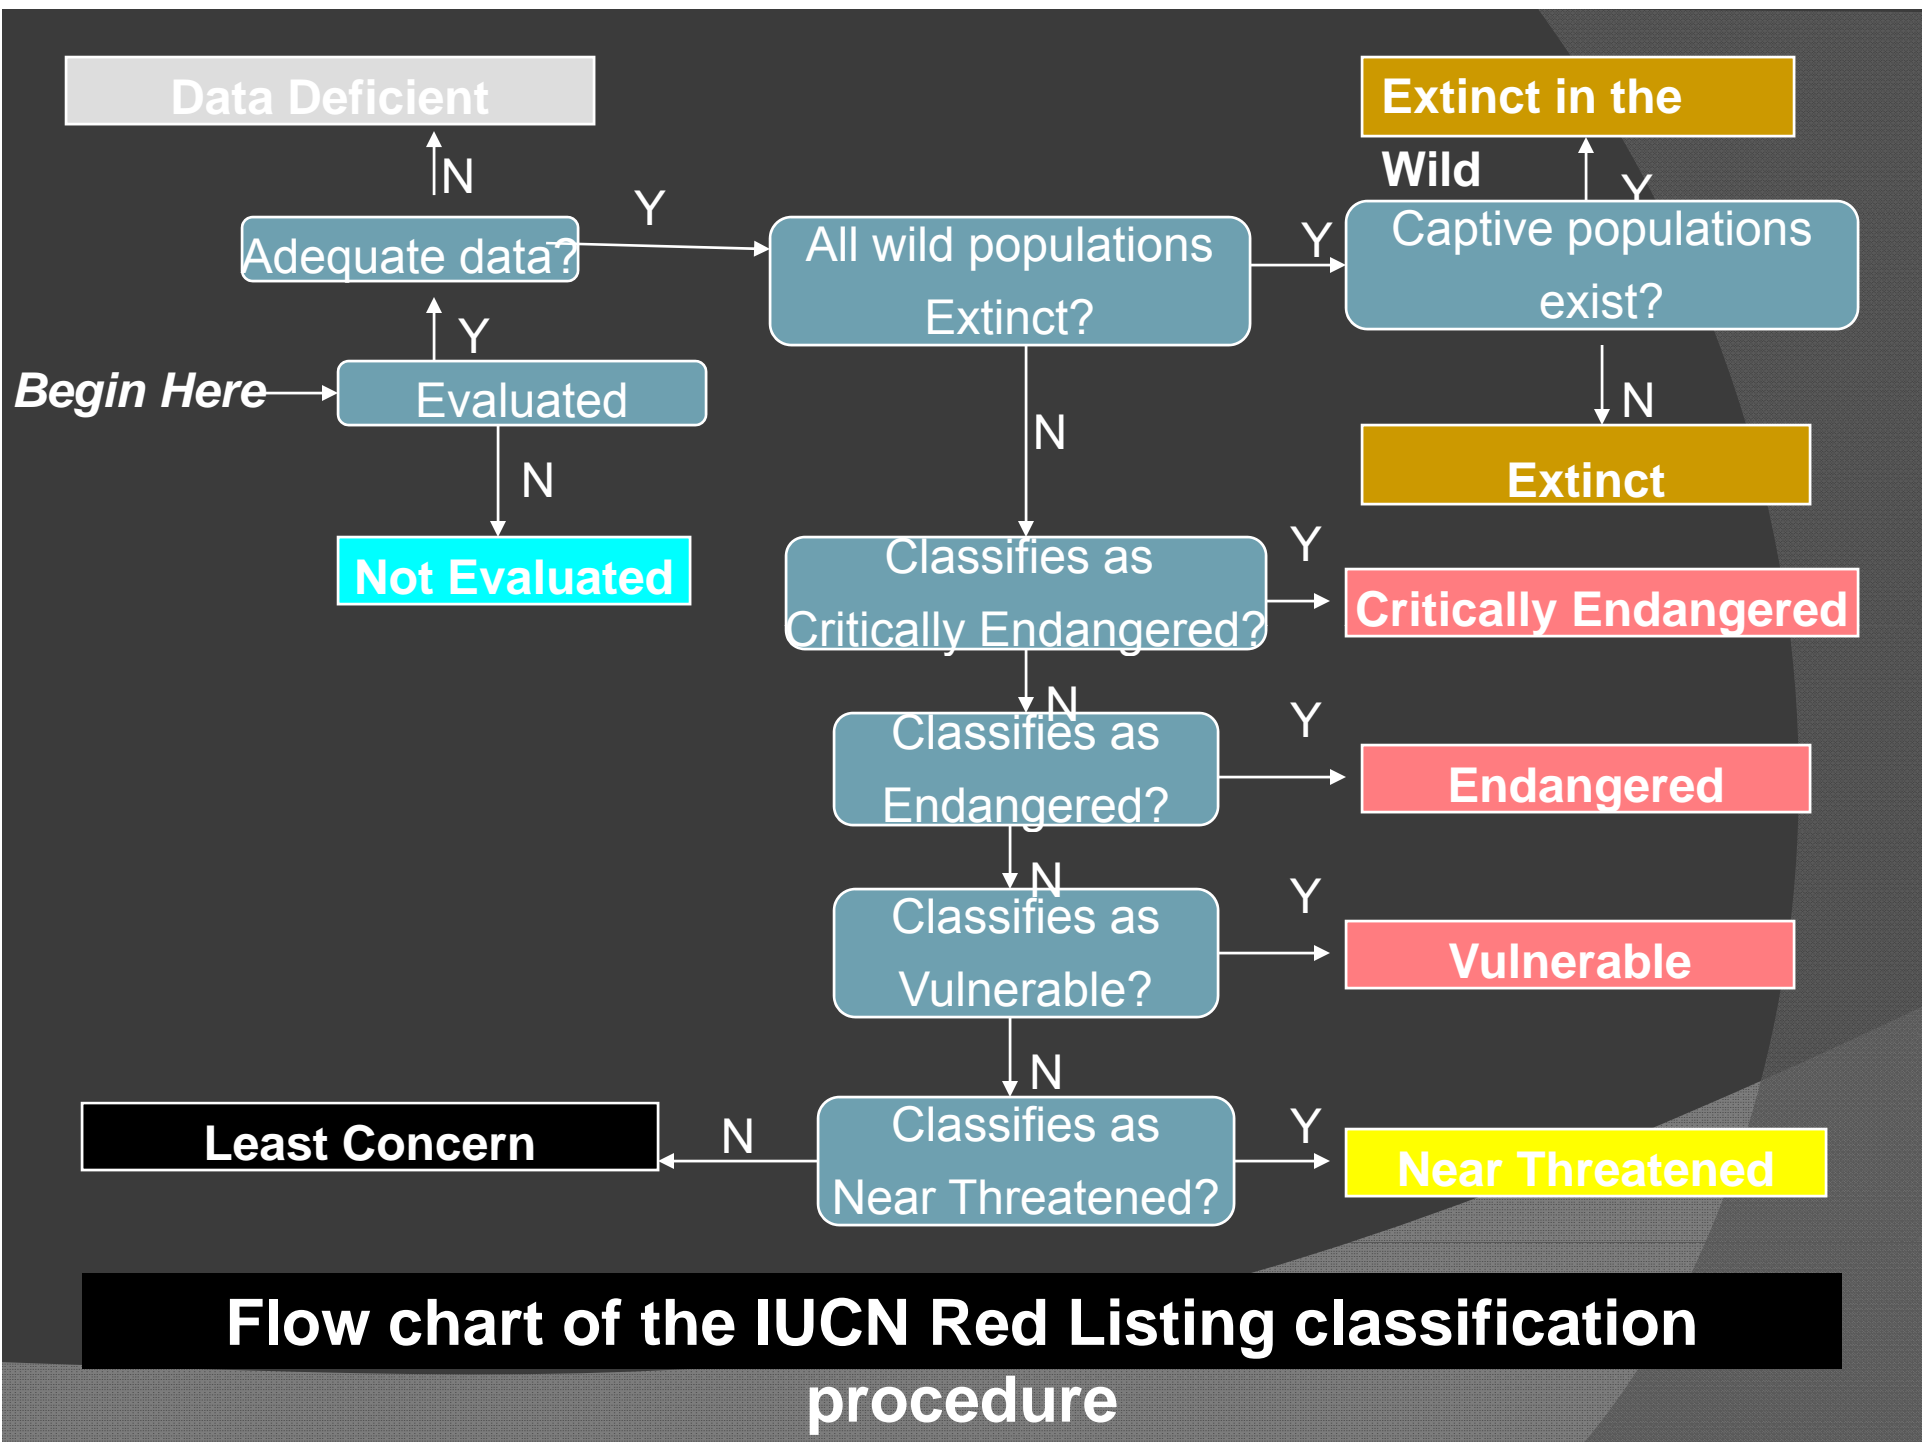 Data Deficient
Extinct in the
Wild
N
Y
Y
Y
Adequate data?
All wild populations
Extinct?
Captive populations
exist?
Y
Begin Here
Evaluated
N
N
N
Extinct
Not Evaluated
Classifies as
Critically Endangered?
Y
Critically Endangered
N
Classifies as
Endangered?
Y
Endangered
N
Classifies as
Vulnerable?
Y
Vulnerable
N
Least Concern
N
Classifies as
Near Threatened?
Y
Near Threatened
Flow chart of the IUCN Red Listing classification
procedure